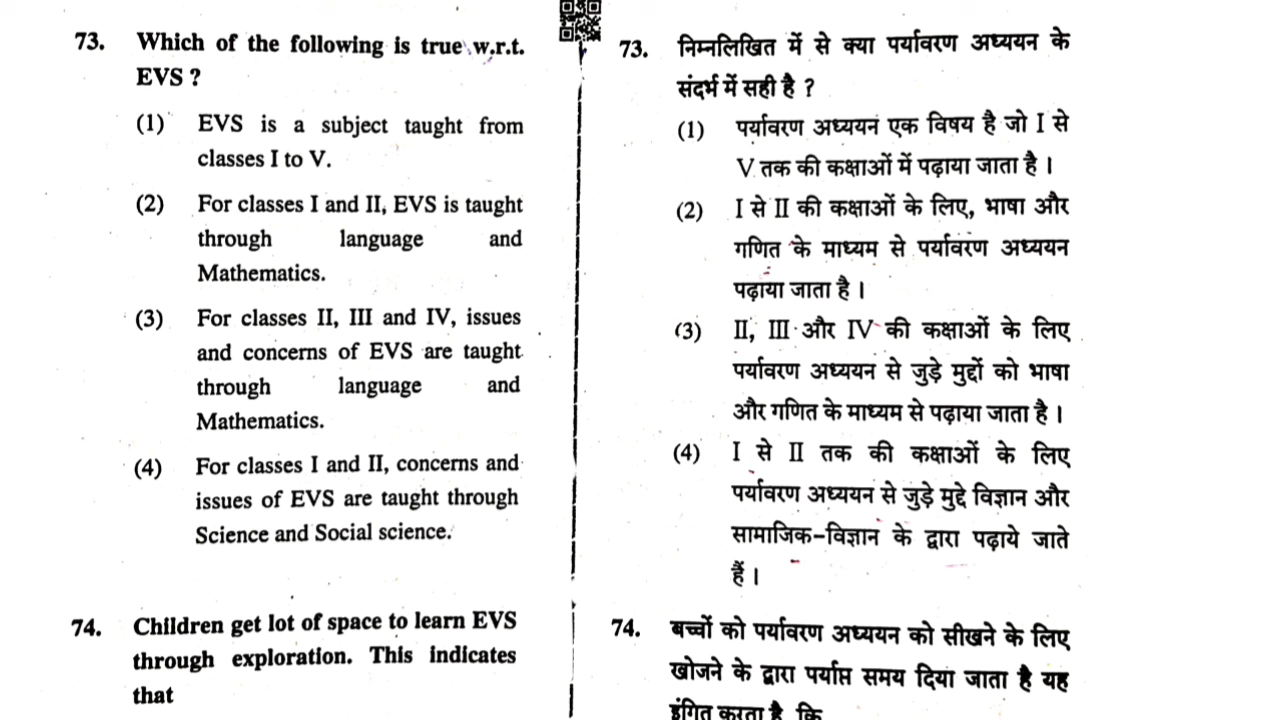 73. Which of the following is true w.r.t.
EVS ?
(1) EVS is a subject taught from
classes I to V.
(2) For classes I and II, EVS is taught
through language and
Mathematics.
(3) For classes II, III and IV, issues
and concerns of EVS are taught
through language and
Mathematics.
(4) For classes I and II, concerns and
issues of EVS are taught through
Science and Social science.
74. Children get lot of space to learn EVS
through exploration. This indicates
that
73. निम्नलिखित में से क्या पर्यावरण अध्ययन के
संदर्भ में सही है ?
(1) पर्यावरण अध्ययन एक विषय है जो I से
V तक की कक्षाओं में पढ़ाया जाता है ।
(2) I से II की कक्षाओं के लिए, भाषा और
गणित के माध्यम से पर्यावरण अध्ययन
पढ़ाया जाता है ।
(3) II, III और IV की कक्षाओं के लिए
पर्यावरण अध्ययन से जुड़े मुद्दों को भाषा
और गणित के माध्यम से पढ़ाया जाता है ।
(4) I से II तक की कक्षाओं के लिए
पर्यावरण अध्ययन से जुड़े मुद्दे विज्ञान और
सामाजिक-विज्ञान के द्वारा पढ़ाये जाते
हैं ।
74. बच्चों को पर्यावरण अध्ययन को सीखने के लिए
खोजने के द्वारा पर्याप्त समय दिया जाता है यह
इंगित करता है, कि